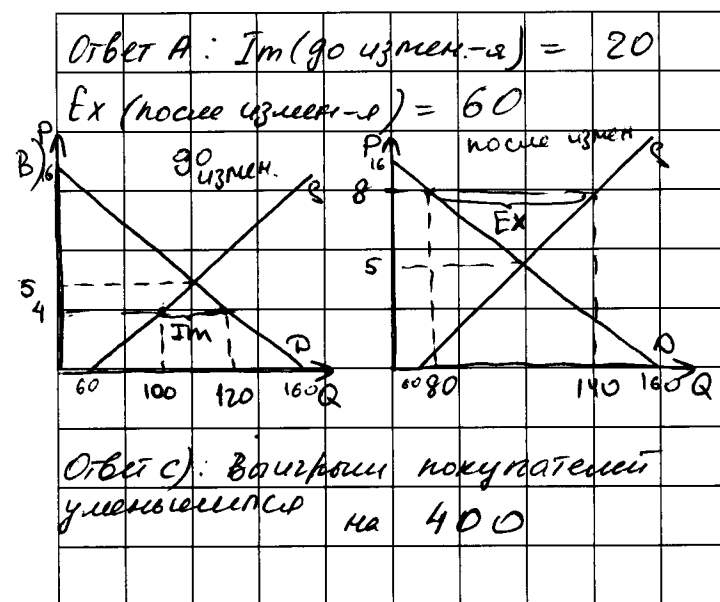 Ответ А: Im (до измен.-я) = 20
Ex (после измен-я) = 60
В)
P
16
до измен.
S
5
4
Im
D
60
100
120
160
Q
P
16
после измен
S
8
Ex
5
D
60
80
140
160
Q
Ответ с): Выигрыш покупателей
уменьшится на 400